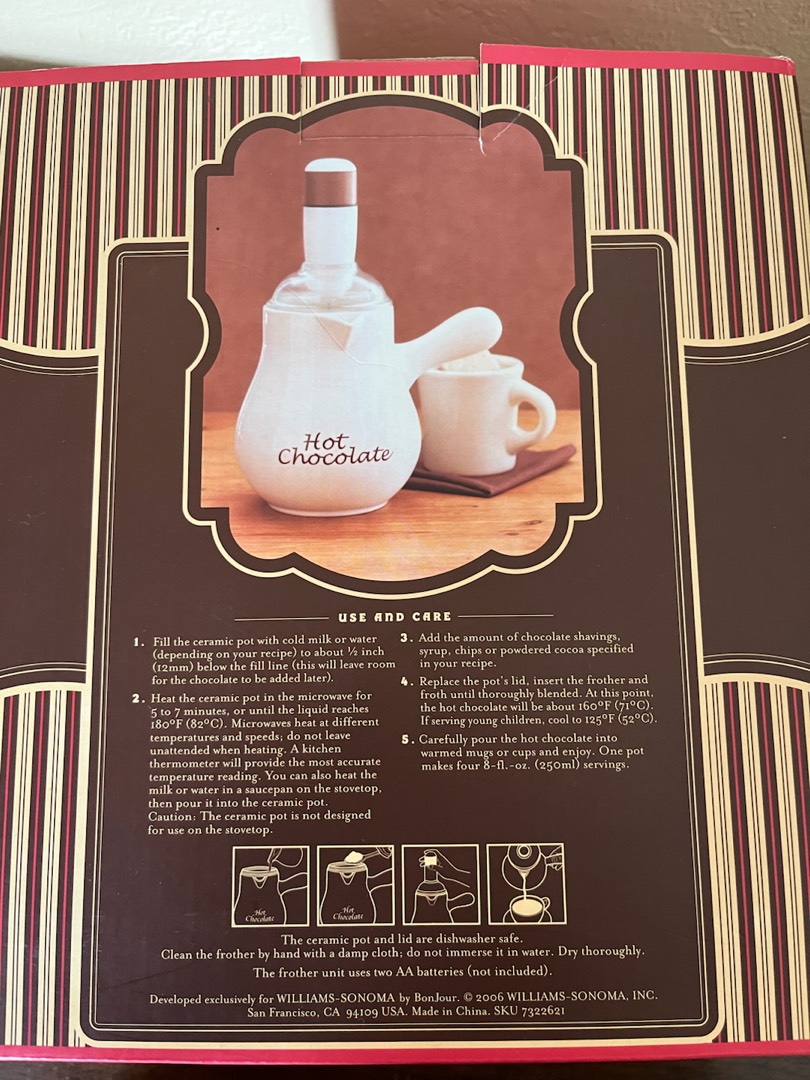 Hot
Chocolate
USE AND CARE
1. Fill the ceramic pot with cold milk or water
(depending on your recipe) to about ½ inch
(12mm) below the fill line (this will leave room
for the chocolate to be added later).
2. Heat the ceramic pot in the microwave for
5 to 7 minutes, or until the liquid reaches
180°F (82°C). Microwaves heat at different
temperatures and speeds; do not leave
unattended when heating. A kitchen
thermometer will provide the most accurate
temperature reading. You can also heat the
milk or water in a saucepan on the stovetop,
then pour it into the ceramic pot.
Caution: The ceramic pot is not designed
for use on the stovetop.
3. Add the amount of chocolate shavings,
syrup, chips or powdered cocoa specified
in your recipe.
4. Replace the pot's lid, insert the frother and
froth until thoroughly blended. At this point,
the hot chocolate will be about 160°F (71°C).
If serving young children, cool to 125°F (52°C).
5. Carefully pour the hot chocolate into
warmed mugs or cups and enjoy. One pot
makes four 8-fl.-oz. (250ml) servings.
Hot
Chocolate
Hot
Chocolate
The ceramic pot and lid are dishwasher safe.
Clean the frother by hand with a damp cloth; do not immerse it in water. Dry thoroughly.
The frother unit uses two AA batteries (not included).
Developed exclusively for WILLIAMS-SONOMA by BonJour. © 2006 WILLIAMS-SONOMA, INC.
San Francisco, CA 94109 USA. Made in China. SKU 7322621